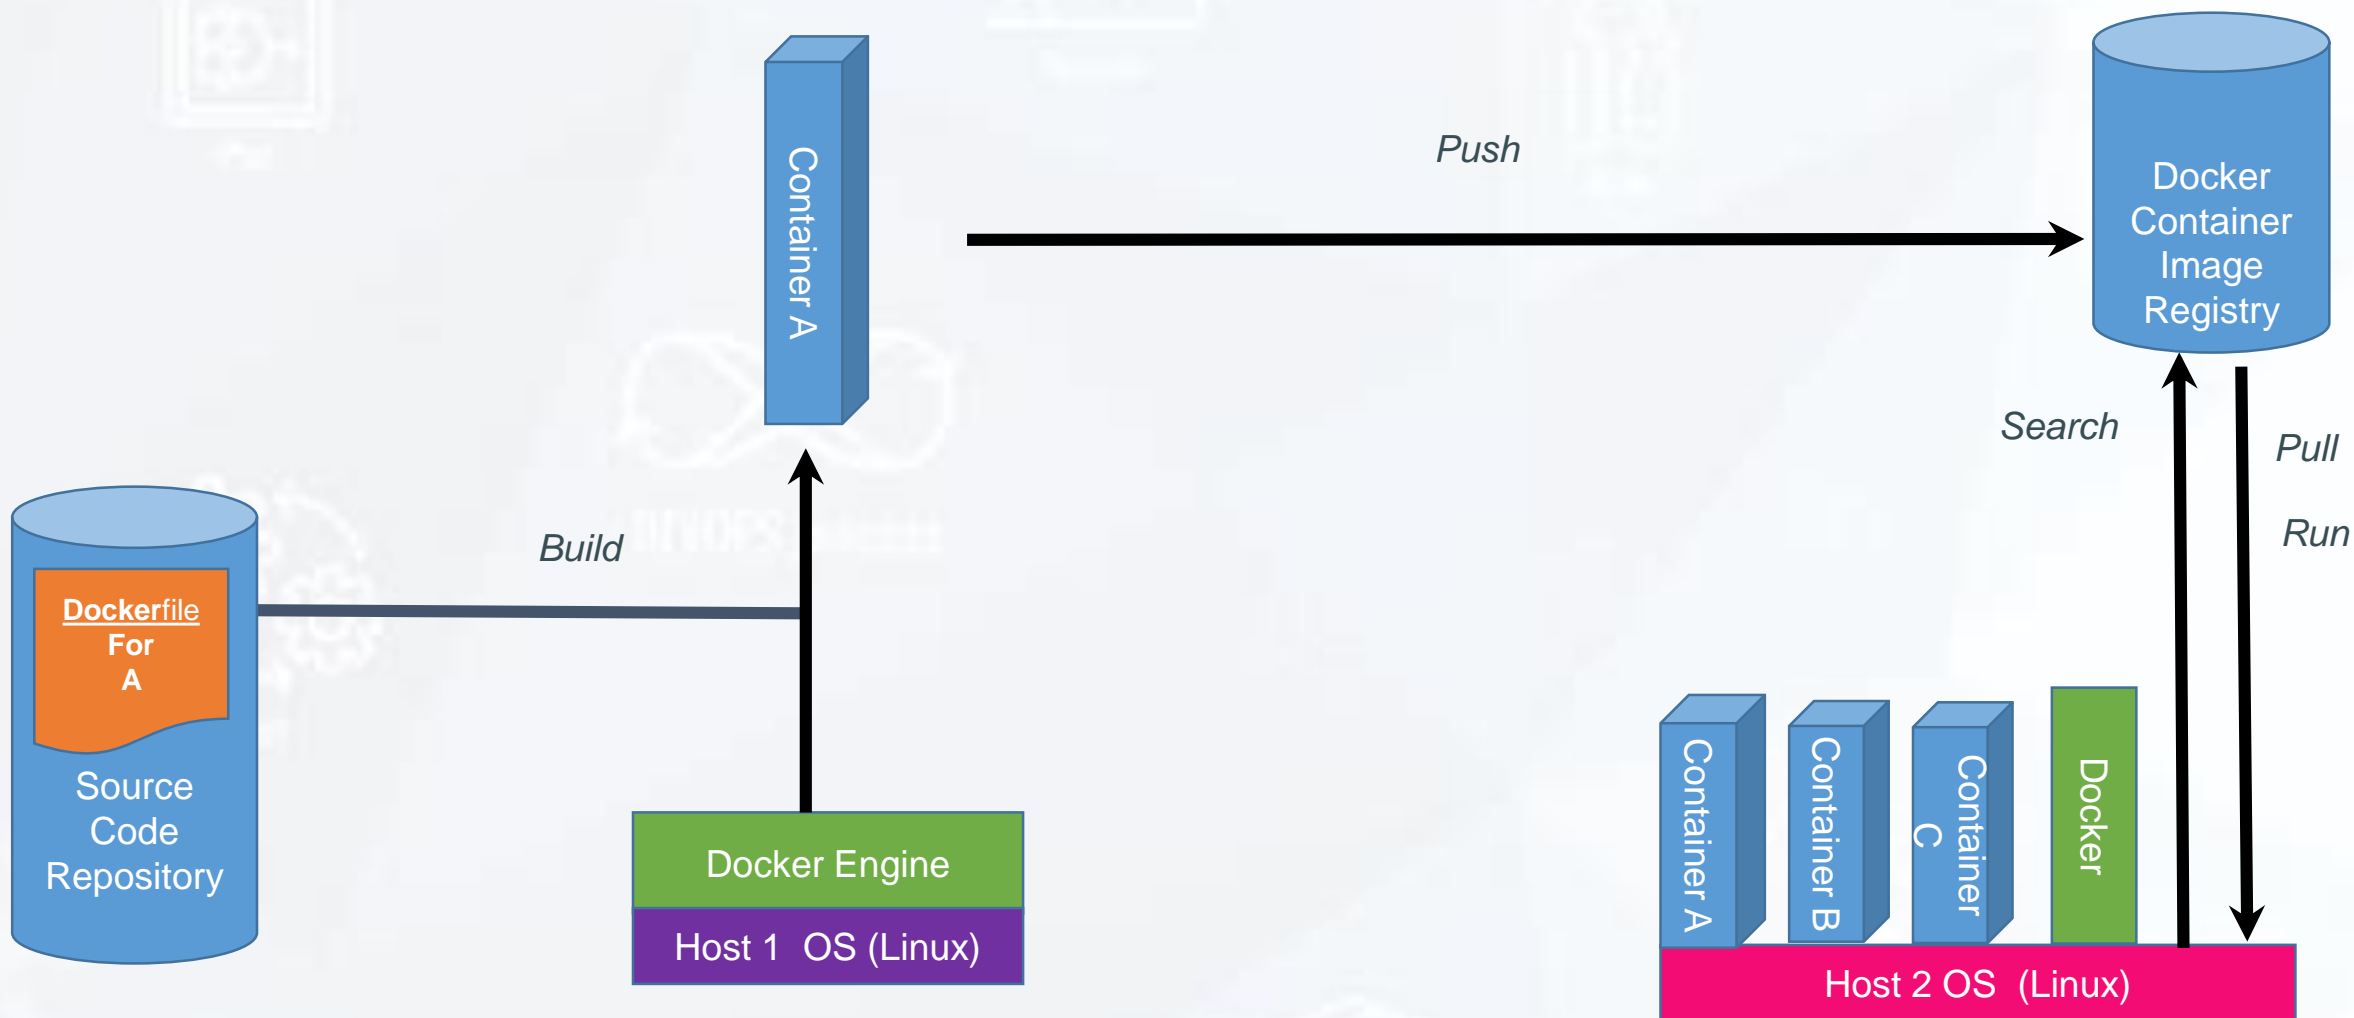 Container A
Push
Docker
Container
Image
Registry
Search
Pull
Run
Build
Dockerfile
For
A
Source
Code
Repository
Docker Engine
Host 1  OS (Linux)
Container A
Container B
Container
C
Docker
Host 2 OS  (Linux)